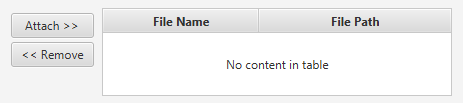 Attach >>
<< Remove
File Name File Path
No content in table